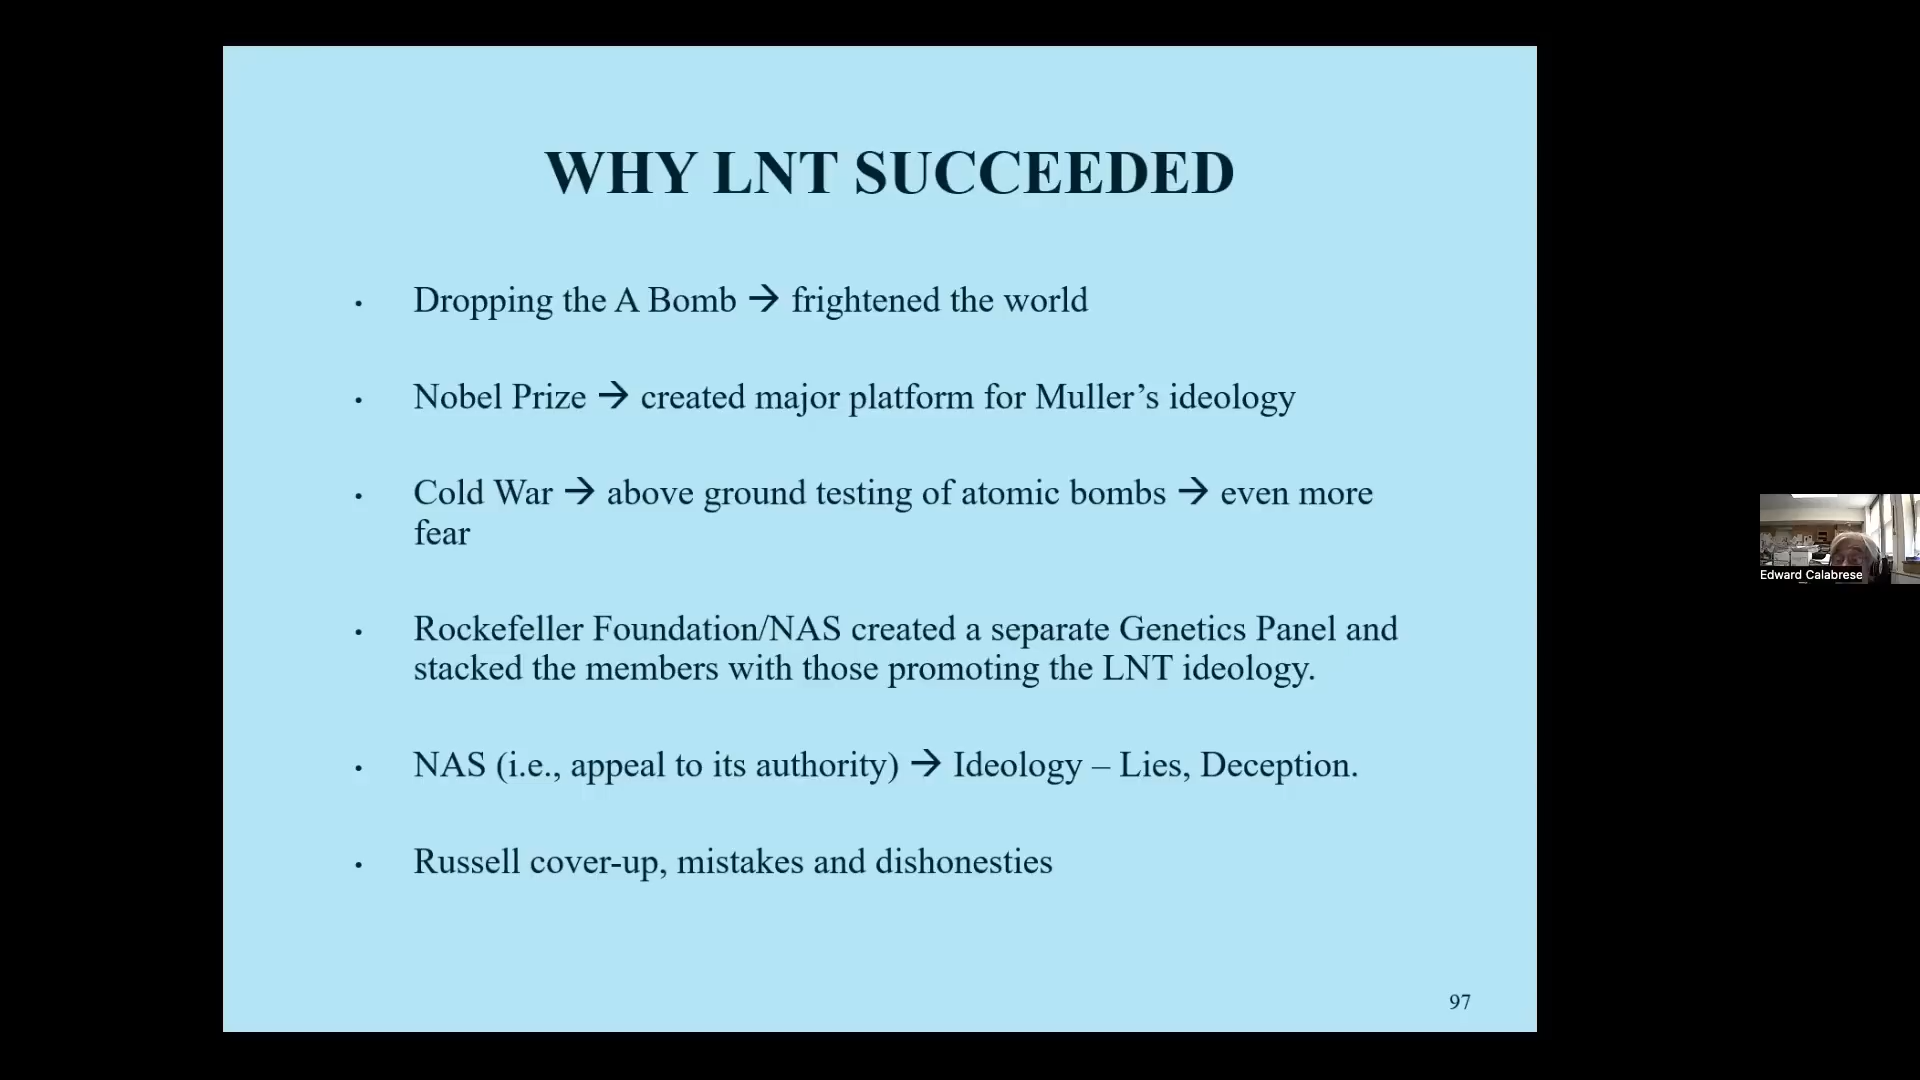 WHY LNT SUCCEEDED
• Dropping the A Bomb → frightened the world
• Nobel Prize → created major platform for Muller’s ideology
• Cold War → above ground testing of atomic bombs → even more
fear
• Rockefeller Foundation/NAS created a separate Genetics Panel and
stacked the members with those promoting the LNT ideology.
• NAS (i.e., appeal to its authority) → Ideology – Lies, Deception.
• Russell cover-up, mistakes and dishonesties
97
Edward Calabrese